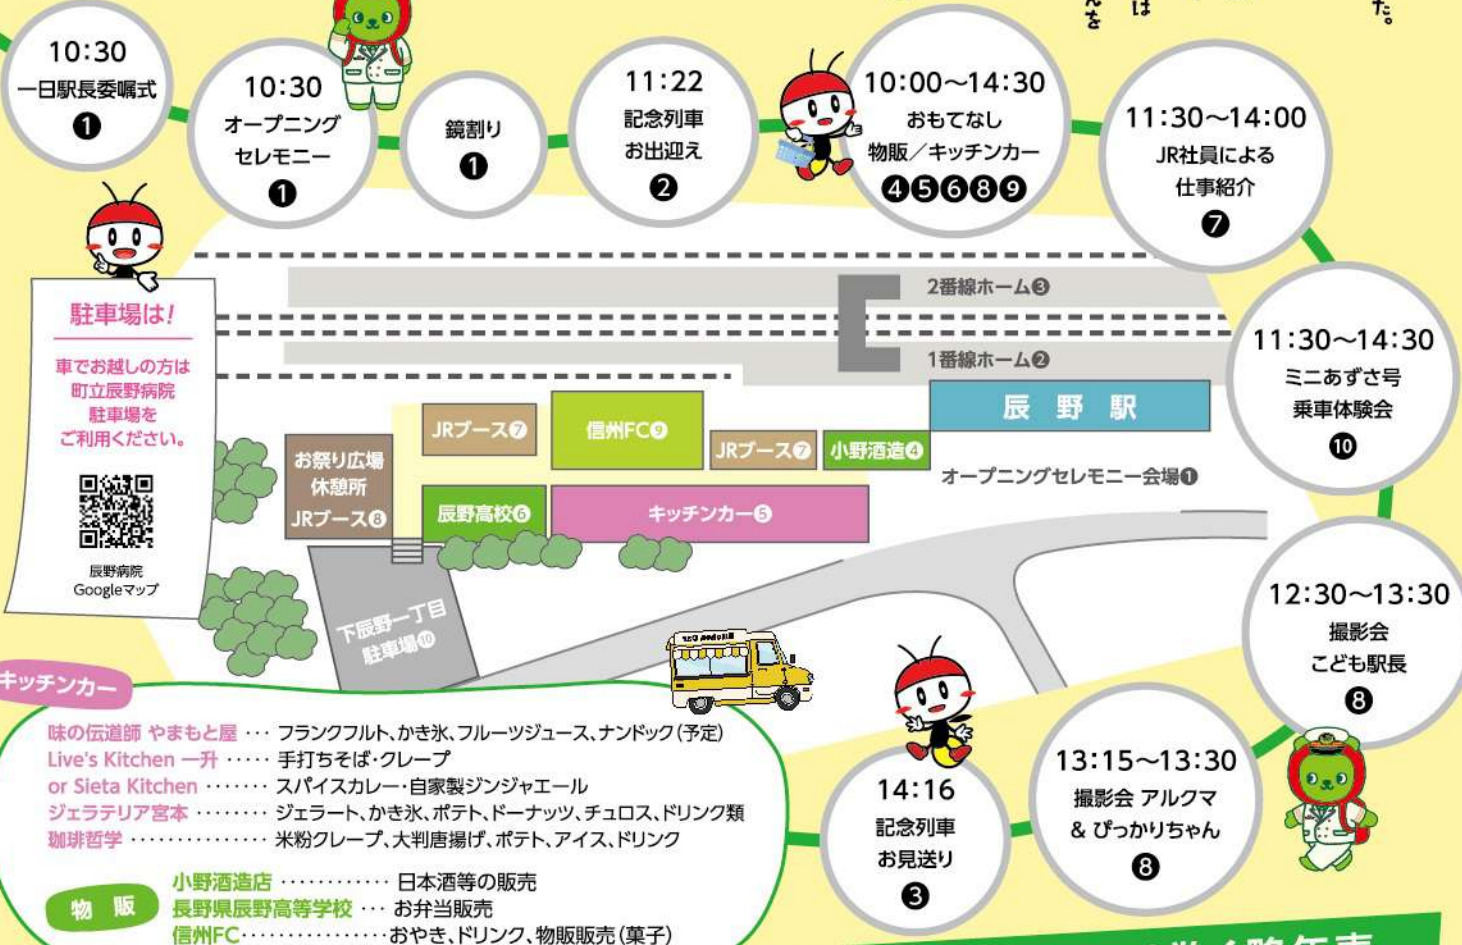 た。
は
んを
10:30
一日駅長委嘱式
❶
10:30
オープニング
セレモニー
❶
鏡割り
❶
11:22
記念列車
お出迎え
❷
10:00～14:30
おもてなし
物販／キッチンカー
❹❺❻❽❾
11:30～14:00
JR社員による
仕事紹介
❼
11:30～14:30
ミニあずさ号
乗車体験会
❿
12:30～13:30
撮影会
こども駅長
❽
13:15～13:30
撮影会 アルクマ
& ぴっかりちゃん
❽
14:16
記念列車
お見送り
❸
駐車場は!
車でお越しの方は
町立辰野病院
駐車場を
ご利用ください。
辰野病院
Googleマップ
2番線ホーム❸
1番線ホーム❷
辰野駅
JRブース❼
信州FC❾
JRブース❼
小野酒造❹
オープニングセレモニー会場❶
お祭り広場
休憩所
JRブース❽
辰野高校❻
キッチンカー❺
下辰野一丁目
駐車場❿
キッチンカー
味の伝道師 やまもと屋 ･･･ フランクフルト、かき氷、フルーツジュース、ナンドック（予定）
Live's Kitchen 一升 ･････ 手打ちそば・クレープ
or Sieta Kitchen ･･･････ スパイスカレー・自家製ジンジャエール
ジェラテリア宮本 ････････ ジェラート、かき氷、ポテト、ドーナッツ、チュロス、ドリンク類
珈琲哲学 ･･････････････ 米粉クレープ、大判唐揚げ、ポテト、アイス、ドリンク
物販
小野酒造店 ････････････ 日本酒等の販売
長野県辰野高等学校 ･･･ お弁当販売
信州FC････････････････おやき、ドリンク、物販販売（菓子）